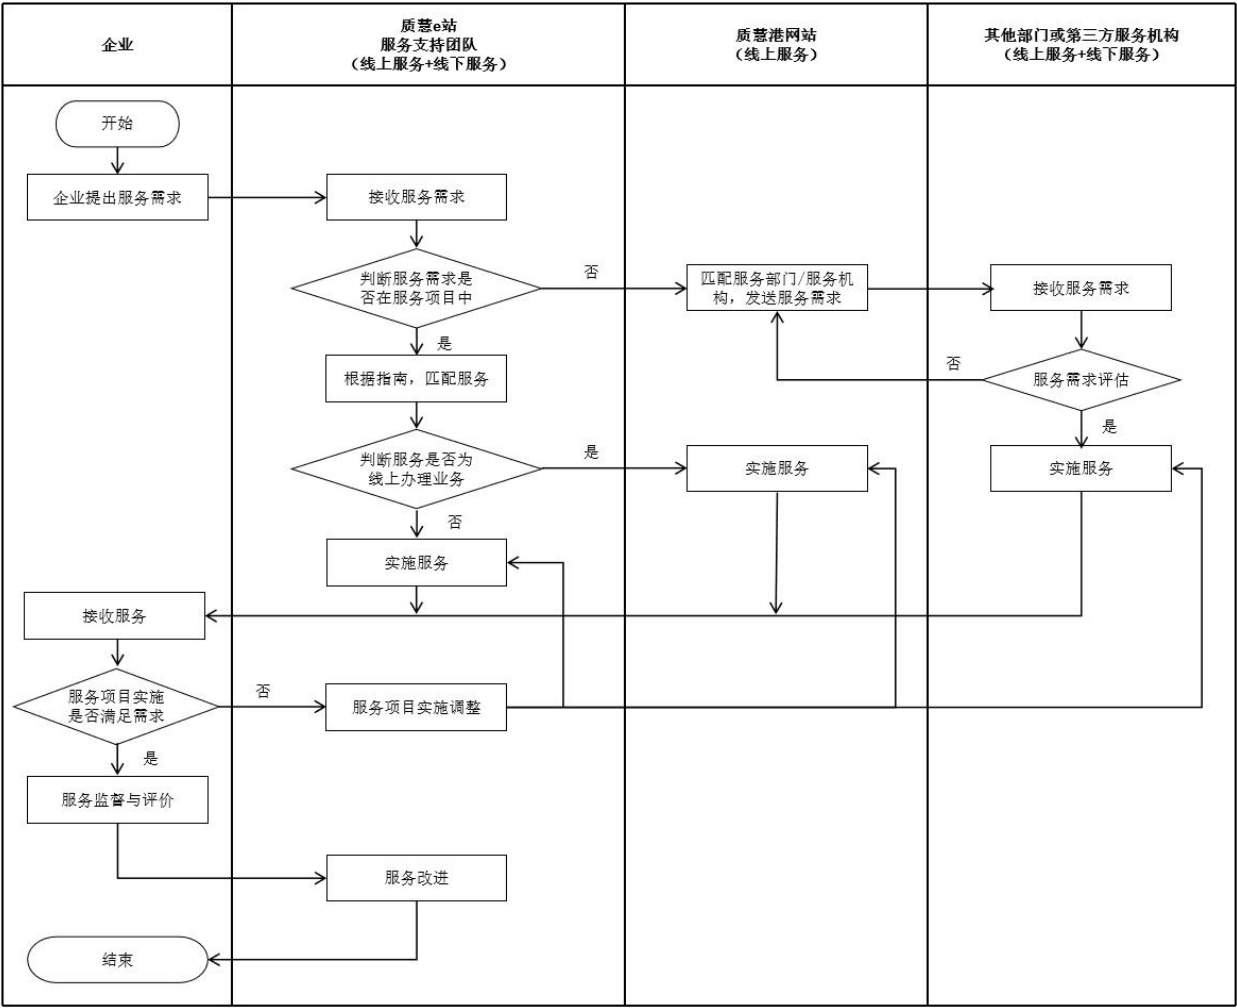 企业
质慧e站
服务支持团队
（线上服务+线下服务）
质慧港网站
（线上服务）
其他部门或第三方服务机构
（线上服务+线下服务）
开始
企业提出服务需求
接收服务需求
判断服务需求是
否在服务项目中
否
匹配服务部门/服务机
构，发送服务需求
接收服务需求
是
根据指南，匹配服务
否
服务需求评估
是
判断服务是否为
线上办理业务
是
实施服务
实施服务
否
实施服务
接收服务
服务项目实施
是否满足需求
否
服务项目实施调整
是
服务监督与评价
服务改进
结束